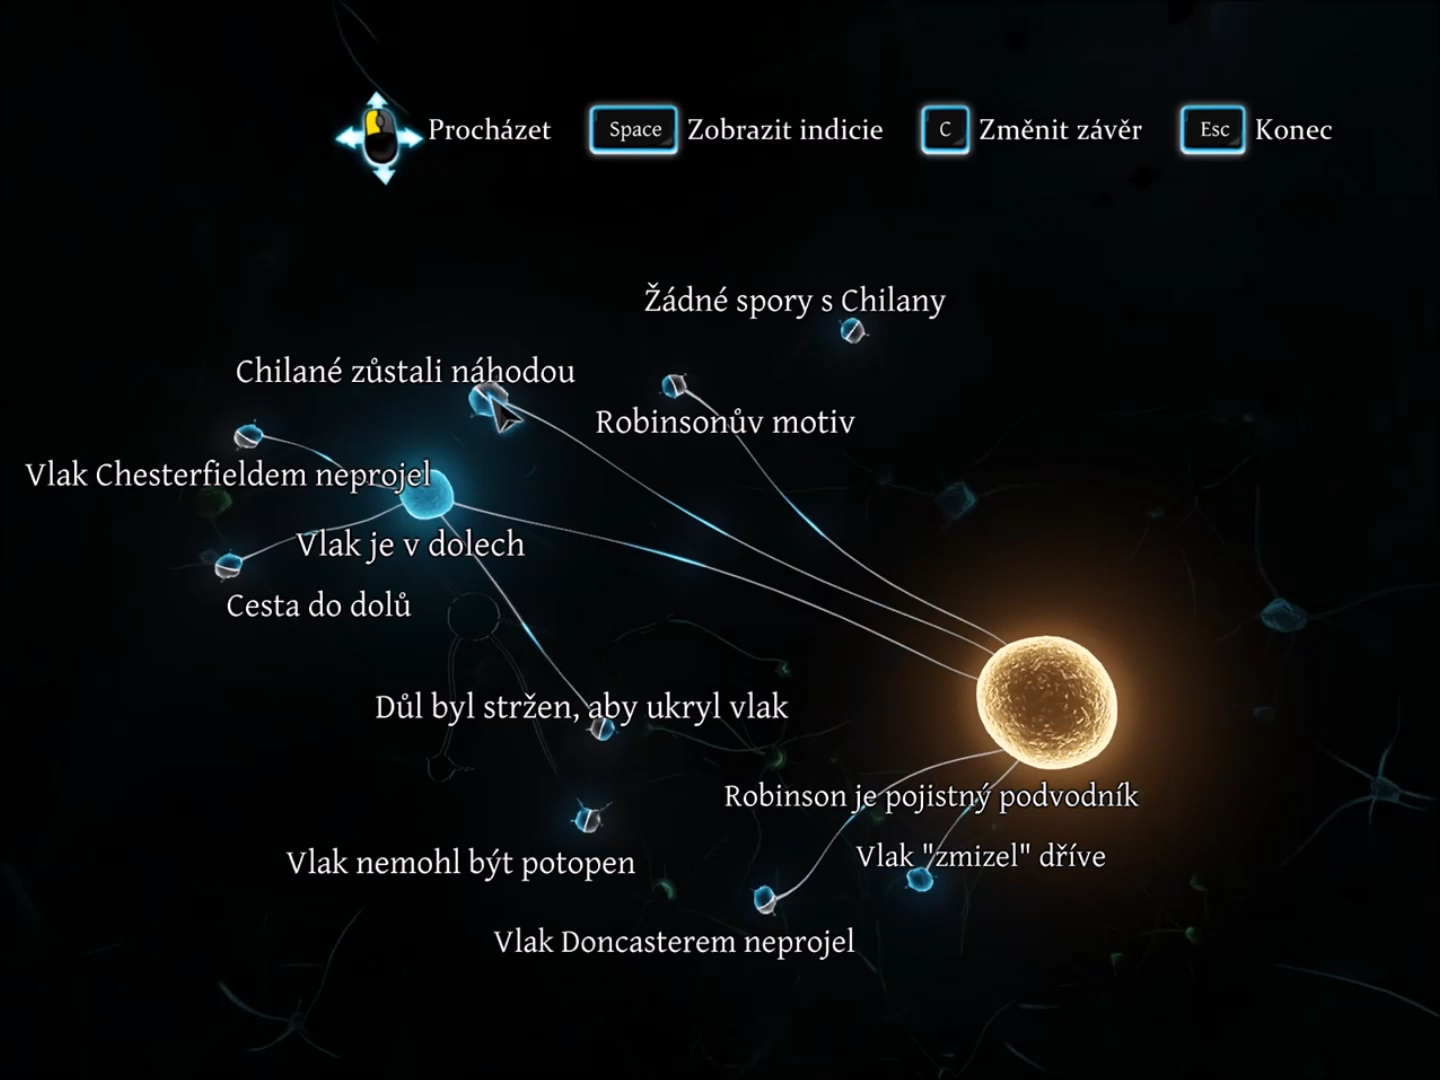 Procházet
Space Zobrazit indicie
C Změnit závěr
Esc Konec
Žádné spory s Chilany
Chilané zůstali náhodou
Robinsonův motiv
Vlak Chesterfieldem neprojel
Vlak je v dolech
Cesta do dolů
Důl byl stržen, aby ukryl vlak
Robinson je pojistný podvodník
Vlak "zmizel" dříve
Vlak nemohl být potopen
Vlak Doncasterem neprojel